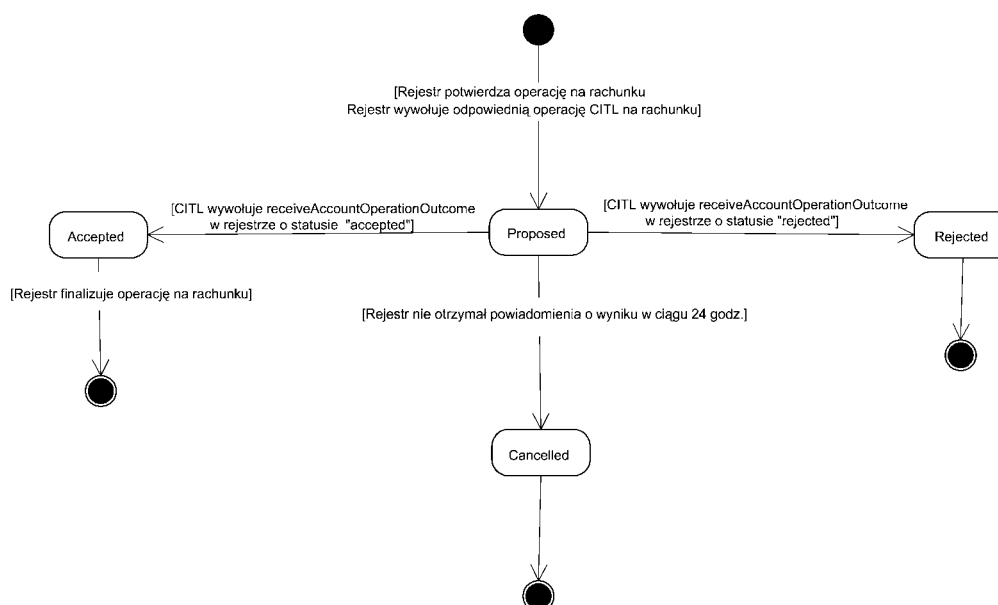 [Rejestr potwierdza operację na rachunku
Rejestr wywołuje odpowiednią operację CITL na rachunku]
[CITL wywołuje receiveAccountOperationOutcome
w rejestrze o statusie "accepted"]
[CITL wywołuje receiveAccountOperationOutcome
w rejestrze o statusie "rejected"]
Accepted
Proposed
Rejected
[Rejestr finalizuje operację na rachunku]
[Rejestr nie otrzymał powiadomienia o wyniku w ciągu 24 godz.]
Cancelled